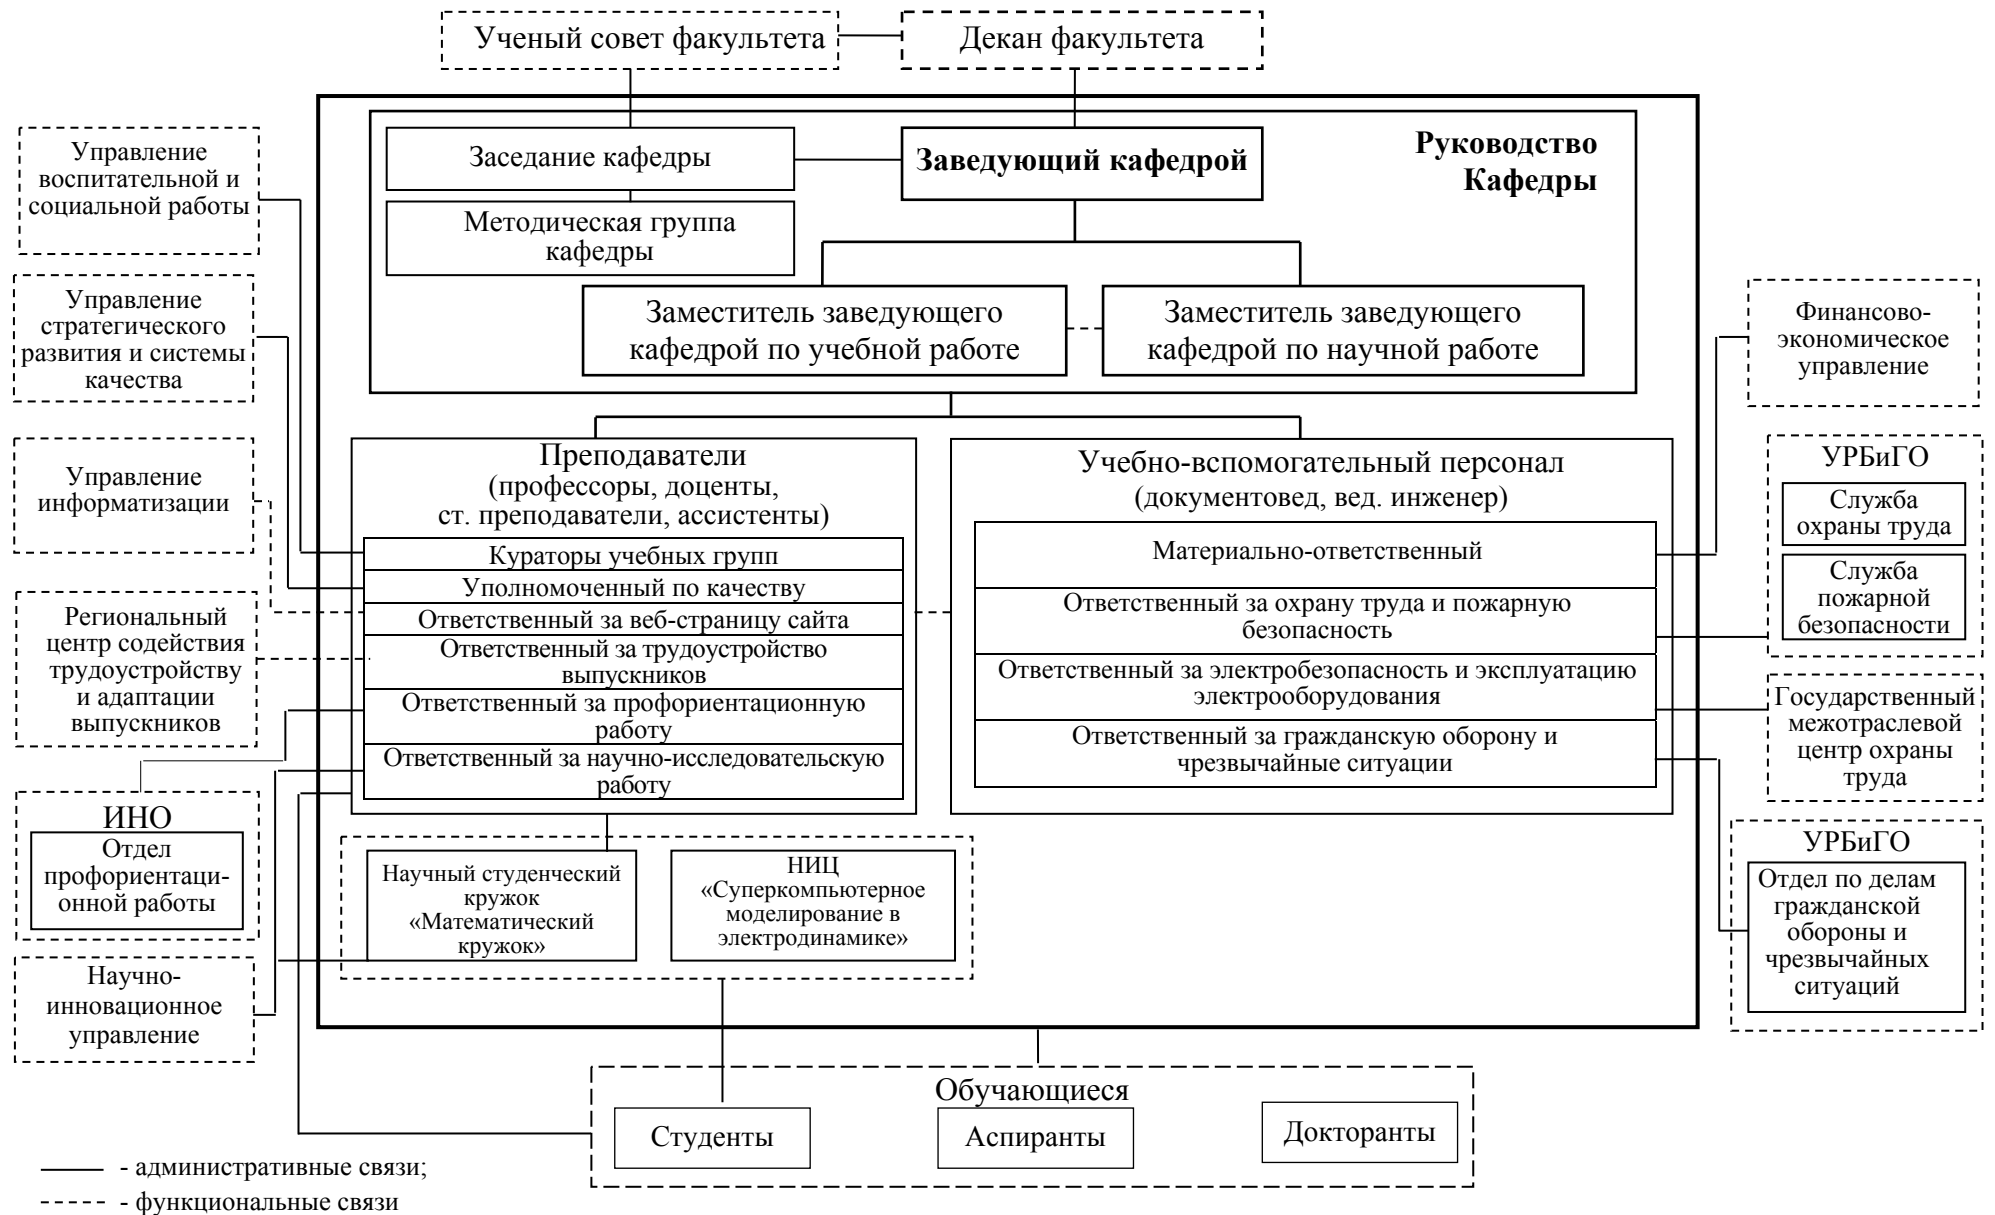 Ученый совет факультета
Декан факультета
Руководство
Кафедры
Заседание кафедры
Заведующий кафедрой
Методическая группа
кафедры
Заместитель заведующего
кафедрой по учебной работе
Заместитель заведующего
кафедрой по научной работе
Управление
воспитательной и
социальной работы
Управление
стратегического
развития и системы
качества
Управление
информатизации
Региональный
центр содействия
трудоустройству
и адаптации
выпускников
ИНО
Отдел
профориентаци-
онной работы
Научно-
инновационное
управление
Преподаватели
(профессоры, доценты,
ст. преподаватели, ассистенты)
Кураторы учебных групп
Уполномоченный по качеству
Ответственный за веб-страницу сайта
Ответственный за трудоустройство
выпускников
Ответственный за профориентационную
работу
Ответственный за научно-исследовательскую
работу
Учебно-вспомогательный персонал
(документовед, вед. инженер)
Материально-ответственный
Ответственный за охрану труда и пожарную
безопасность
Ответственный за электробезопасность и эксплуатацию
электрооборудования
Ответственный за гражданскую оборону и
чрезвычайные ситуации
Финансово-
экономическое
управление
УРБиГО
Служба
охраны труда
Служба
пожарной
безопасности
Государственный
межотраслевой
центр охраны
труда
УРБиГО
Отдел по делам
гражданской
обороны и
чрезвычайных
ситуаций
Научный студенческий
кружок
«Математический
кружок»
НИЦ
«Суперкомпьютерное
моделирование в
электродинамике»
Обучающиеся
Студенты
Аспиранты
Докторанты
- административные связи;
- функциональные связи